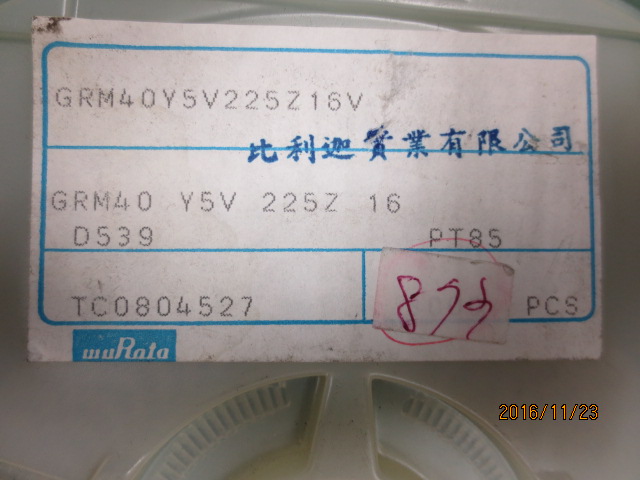 GRM40Y5V225Z16V
比利迦實業有限公司
GRM40 Y5V 225Z 16
D539 PT85
TC0804527 PCS
muRata
2016/11/23